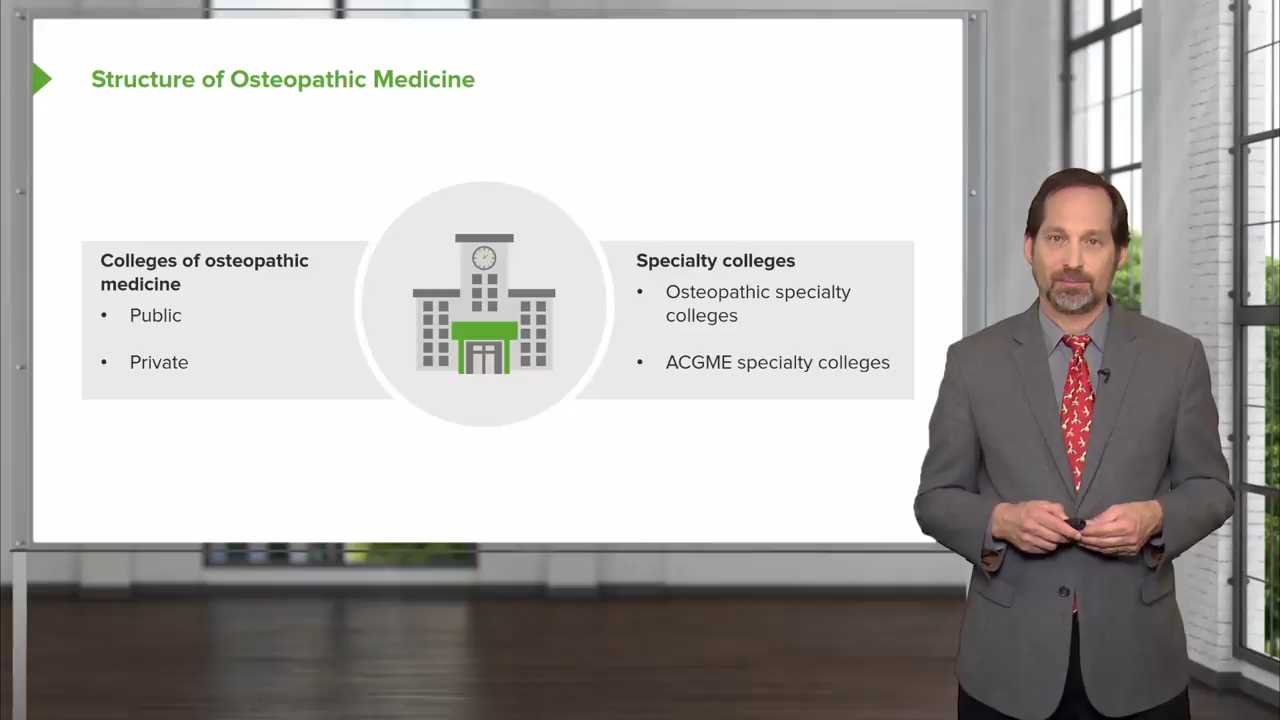 Structure of Osteopathic Medicine
Colleges of osteopathic
medicine
• Public
• Private
Specialty colleges
• Osteopathic specialty
colleges
• ACGME specialty colleges